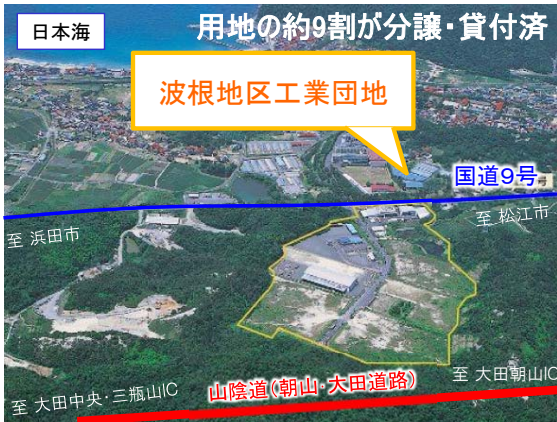 用地の約9割が分譲・貸付済
日本海
波根地区工業団地
国道９号
至 浜田市
至 松江市
山陰道（朝山・大田道路）
至 大田朝山IC
至 大田中央・三瓶山IC